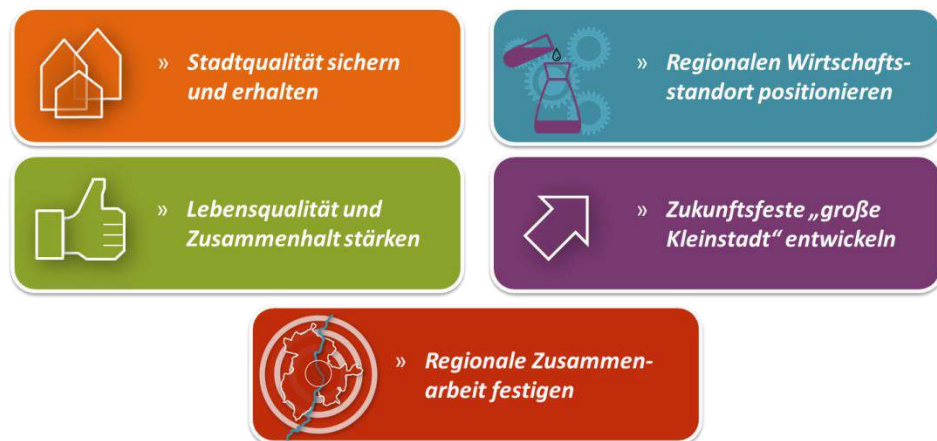 » Stadtqualität sichern
und erhalten
» Regionalen Wirtschafts-
standort positionieren
» Lebensqualität und
Zusammenhalt stärken
» Zukunftsfeste „große
Kleinstadt“ entwickeln
» Regionale Zusammen-
arbeit festigen